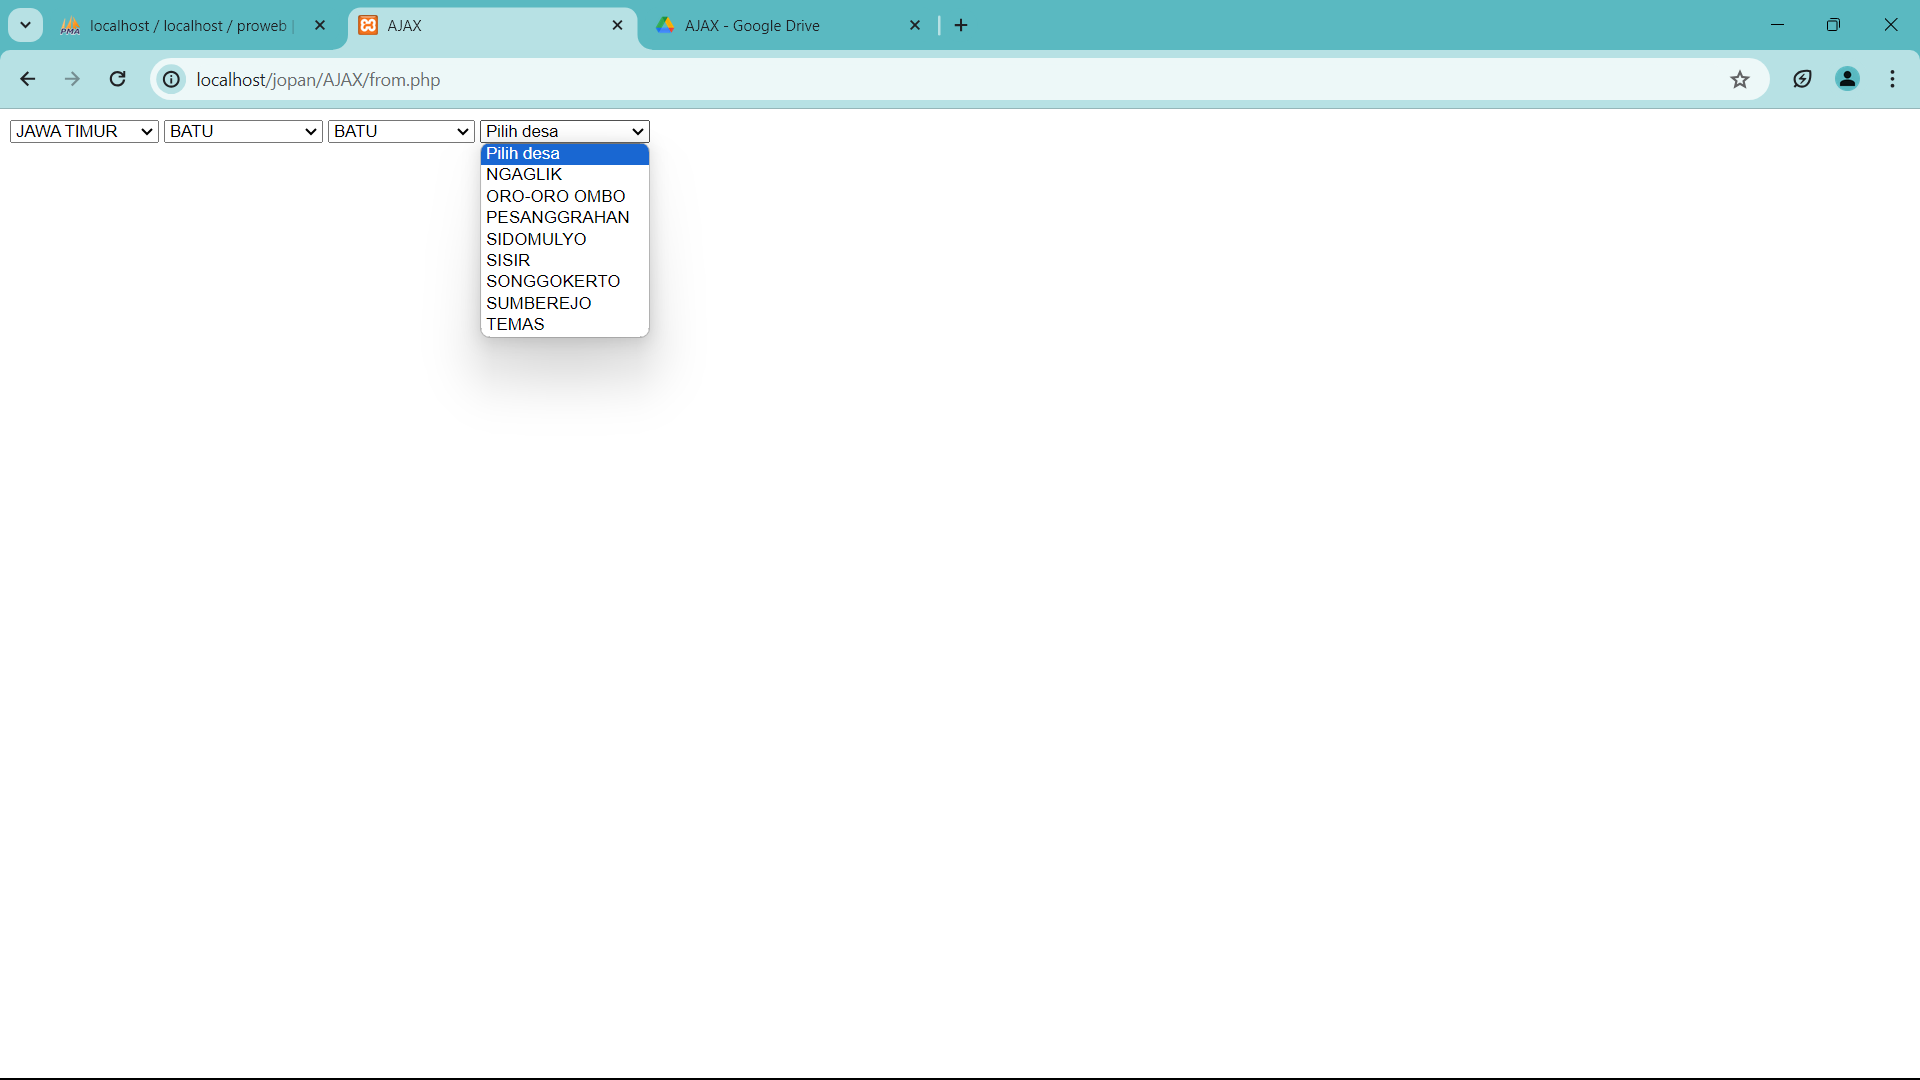 localhost / localhost / proweb
AJAX
AJAX - Google Drive
localhost/jopan/AJAX/from.php
JAWA TIMUR
BATU
BATU
Pilih desa
Pilih desa
NGAGLIK
ORO-ORO OMBO
PESANGGRAHAN
SIDOMULYO
SISIR
SONGGOKERTO
SUMBEREJO
TEMAS